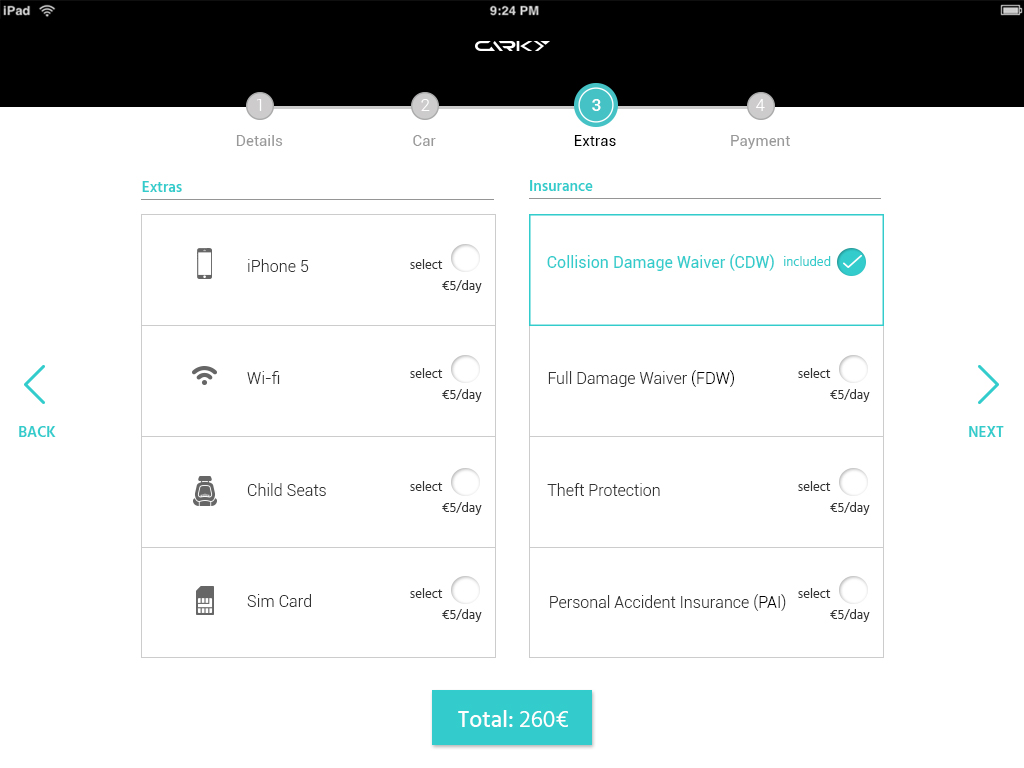 iPad
9:24 PM
CARKY
1
2
3
4
Details
Car
Extras
Payment
Extras
iPhone 5
select
€5/day
Wi-fi
select
€5/day
Child Seats
select
€5/day
Sim Card
select
€5/day
Insurance
Collision Damage Waiver (CDW) included
Full Damage Waiver (FDW)
select
€5/day
Theft Protection
select
€5/day
Personal Accident Insurance (PAI)
select
€5/day
BACK
NEXT
Total: 260€